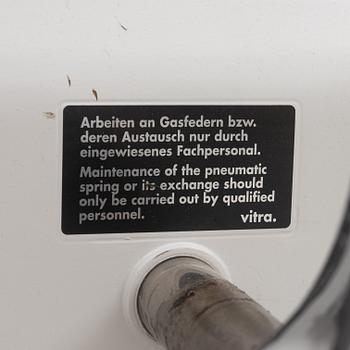 Arbeiten an Gasfedern bzw.
deren Austausch nur durch
eingewiesenes Fachpersonal.
Maintenance of the pneumatic
spring or its exchange should
only be carried out by qualified
personnel. vitra.